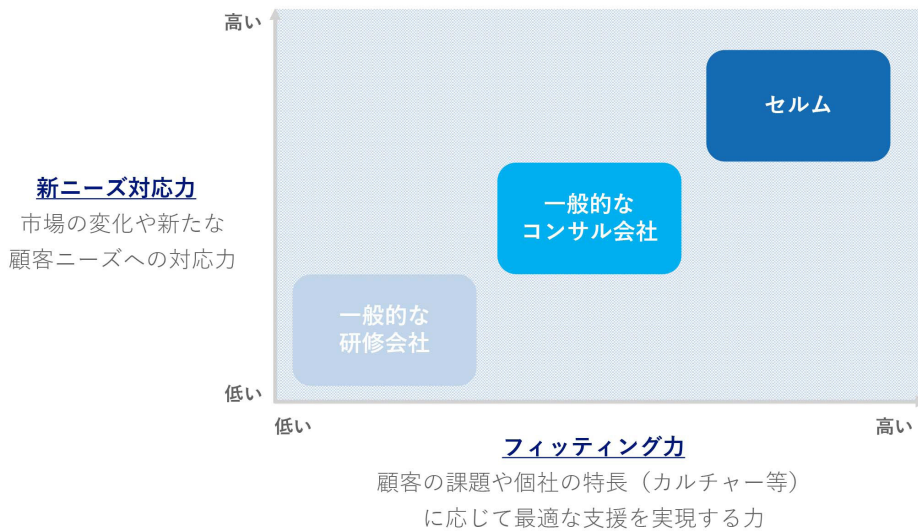 高い
セルム
新ニーズ対応力
市場の変化や新たな
顧客ニーズへの対応力
一般的な
コンサル会社
一般的な
研修会社
低い
低い
高い
フィッティング力
顧客の課題や個社の特長（カルチャー等）
に応じて最適な支援を実現する力